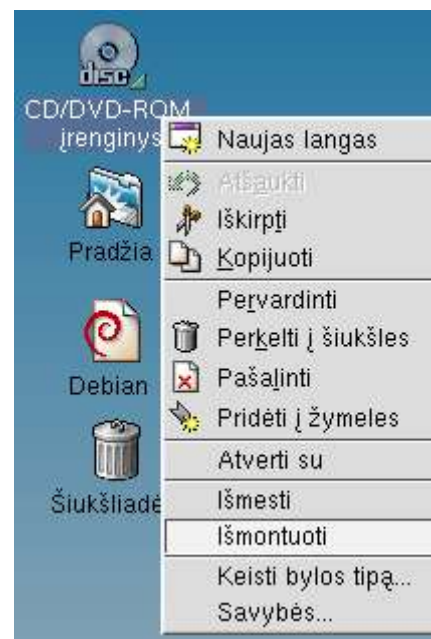 disc
CD/DVD-ROM
įrenginys
Pradžia
Debian
Šiukšliadė
Naujas langas
Atšaukti
Iškirpti
Kopijuoti
Pervardinti
Perkelti į šiukšles
Pašalinti
Pridėti į žymeles
Atverti su
Išmesti
Išmontuoti
Keisti bylos tipą...
Savybės...